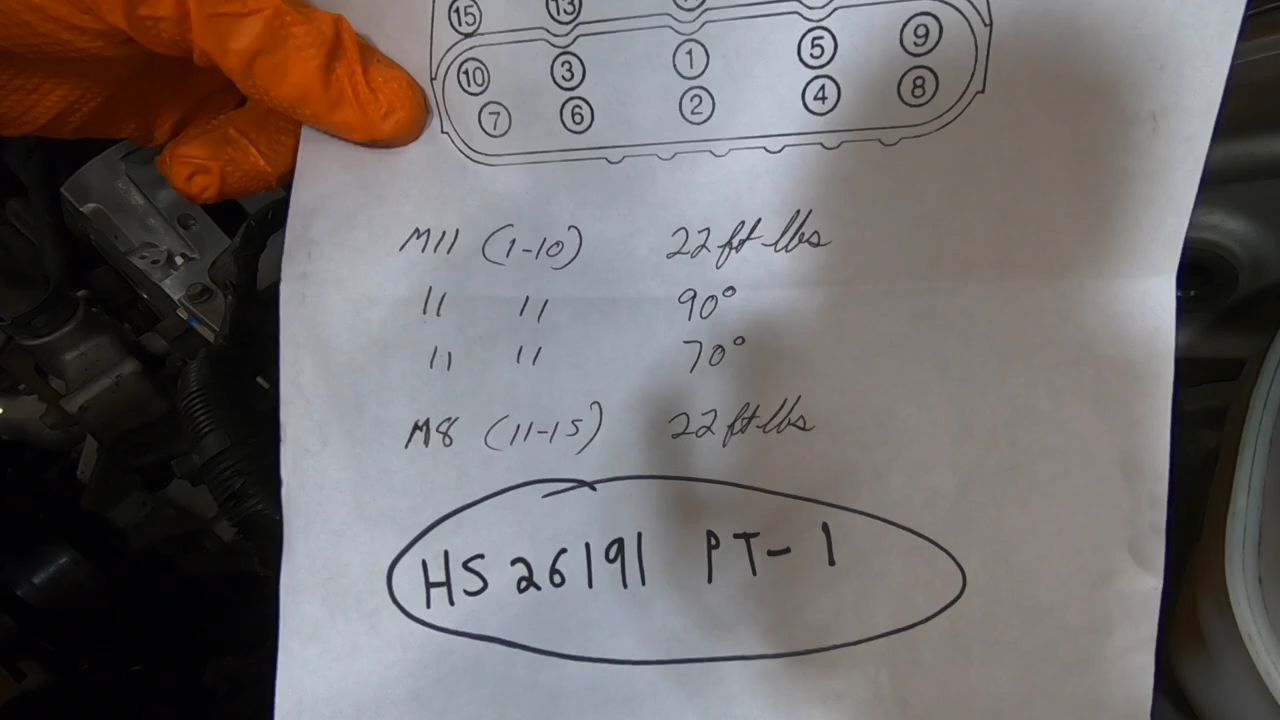 15 13
10 3 1 5 9
7 6 2 4 8
M11 (1-10) 22 ft-lbs
" " 90°
" " 70°
M8 (11-15) 22 ft-lbs
HS 26191 PT-1